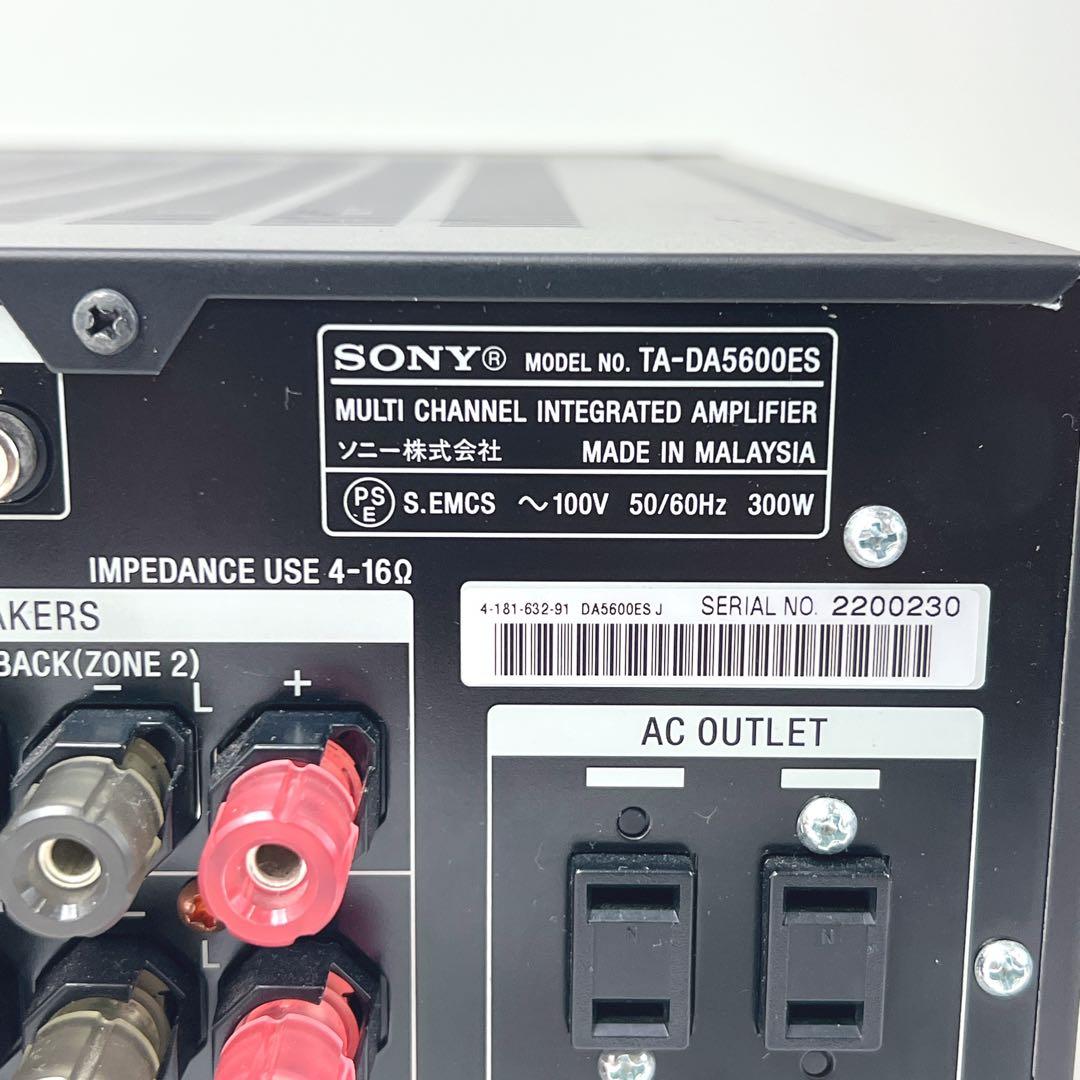 SONY® MODEL NO. TA-DA5600ES
MULTI CHANNEL INTEGRATED AMPLIFIER
ソニー株式会社 MADE IN MALAYSIA
PSE S.EMCS ～100V 50/60Hz 300W
IMPEDANCE USE 4-16Ω
4-181-632-91 DA5600ES J SERIAL NO. 2200230
AKERS
BACK(ZONE 2)
− L +
AC OUTLET
N N
− L